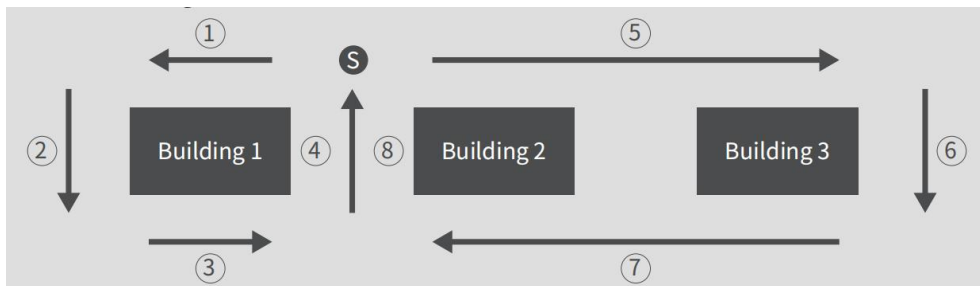 ① ⑤
S
② Building 1 ④ ⑧ Building 2 Building 3 ⑥
③ ⑦